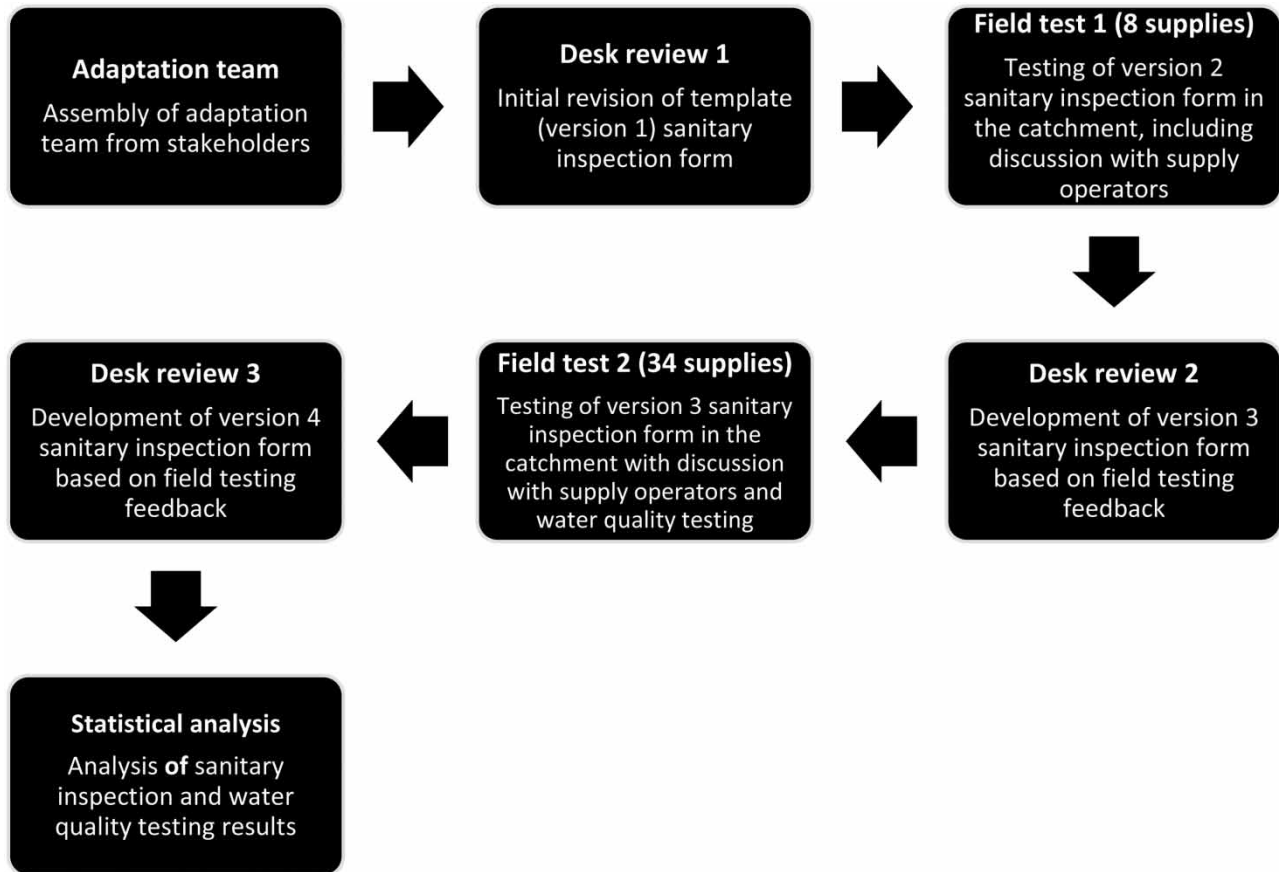 Adaptation team
Assembly of adaptation
team from stakeholders
Desk review 1
Initial revision of template
(version 1) sanitary
inspection form
Field test 1 (8 supplies)
Testing of version 2
sanitary inspection form in
the catchment, including
discussion with supply
operators
Desk review 2
Development of version 3
sanitary inspection form
based on field testing
feedback
Field test 2 (34 supplies)
Testing of version 3 sanitary
inspection form in the
catchment with discussion
with supply operators and
water quality testing
Desk review 3
Development of version 4
sanitary inspection form
based on field testing
feedback
Statistical analysis
Analysis of sanitary
inspection and water
quality testing results